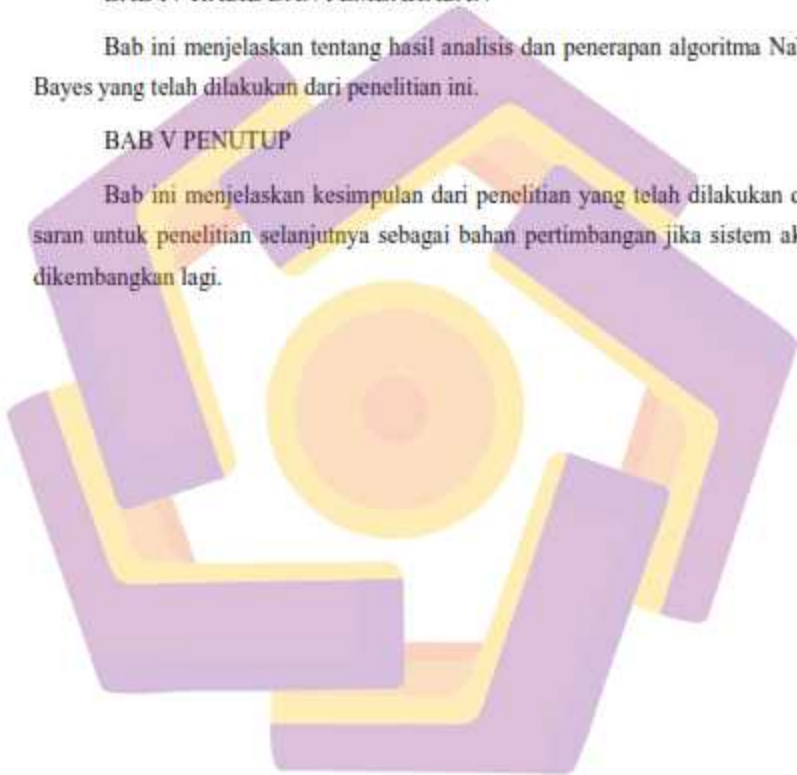 Bab ini menjelaskan tentang hasil analisis dan penerapan algoritma
Bayes yang telah dilakukan dari penelitian ini.
BAB V PENUTUP
Bab ini menjelaskan kesimpulan dari penelitian yang telah dilakukan
saran untuk penelitian selanjutnya sebagai bahan pertimbangan jika sistem
dikembangkan lagi.